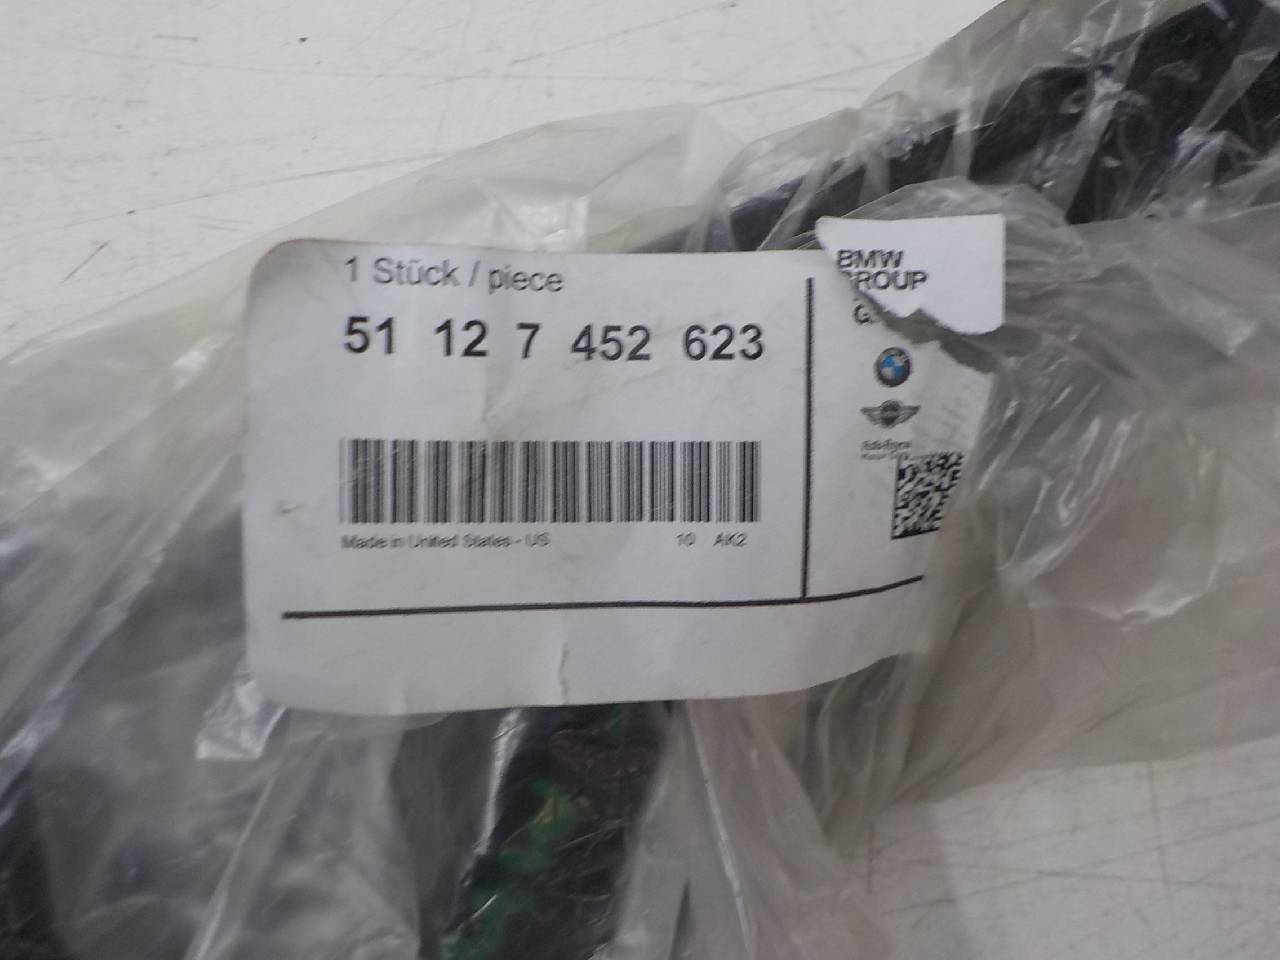 1 Stück / piece
51 12 7 452 623
Made in United States - US 10 AK2
BMW
GROUP